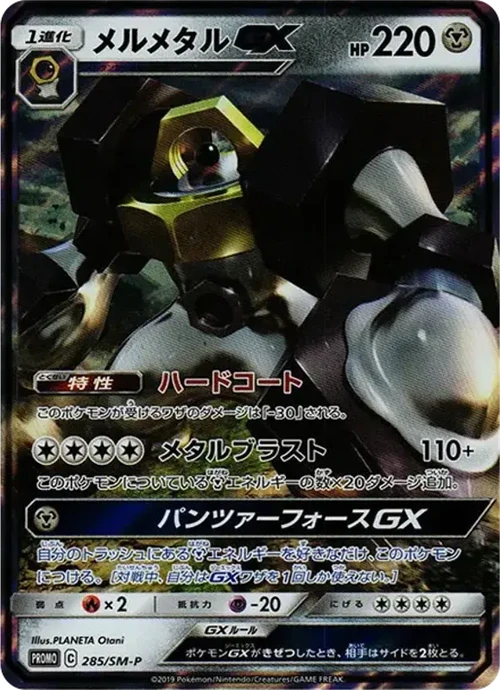 1進化 メルメタルGX HP 220
とくせい 特性 ハードコート
このポケモンが受けるワザのダメージは「-30」される。
メタルブラスト 110+
このポケモンについているエネルギーの数×20ダメージ追加。
パンツァーフォースGX
自分のトラッシュにあるエネルギーを好きなだけ、このポケモン
につける。[対戦中、自分はGXワザを1回しか使えない。]
弱点 ×2 抵抗力 -20 にげる
GXルール
Illus.PLANETA Otani
ポケモンGXがきぜつしたとき、相手はサイドを2枚とる。
PROMO C 285/SM-P
©2019 Pokémon/Nintendo/Creatures/GAME FREAK.